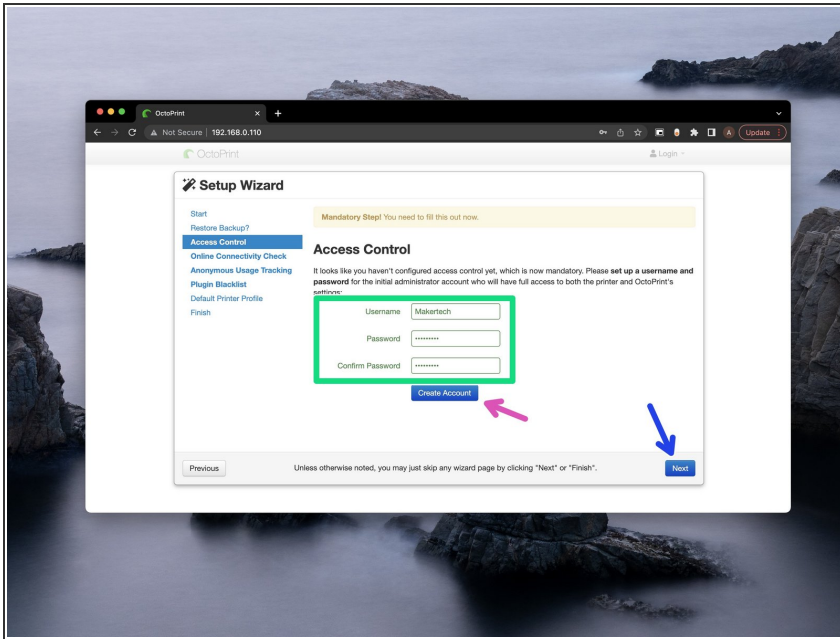 OctoPrint
Not Secure | 192.168.0.110
A
Update
OctoPrint
Login
Setup Wizard
Start
Restore Backup?
Access Control
Online Connectivity Check
Anonymous Usage Tracking
Plugin Blacklist
Default Printer Profile
Finish
Mandatory Step! You need to fill this out now.
Access Control
It looks like you haven't configured access control yet, which is now mandatory. Please set up a username and
password for the initial administrator account who will have full access to both the printer and OctoPrint's
settings:
Username Makertech
Password •••••••••
Confirm Password •••••••••
Create Account
Previous
Unless otherwise noted, you may just skip any wizard page by clicking "Next" or "Finish".
Next